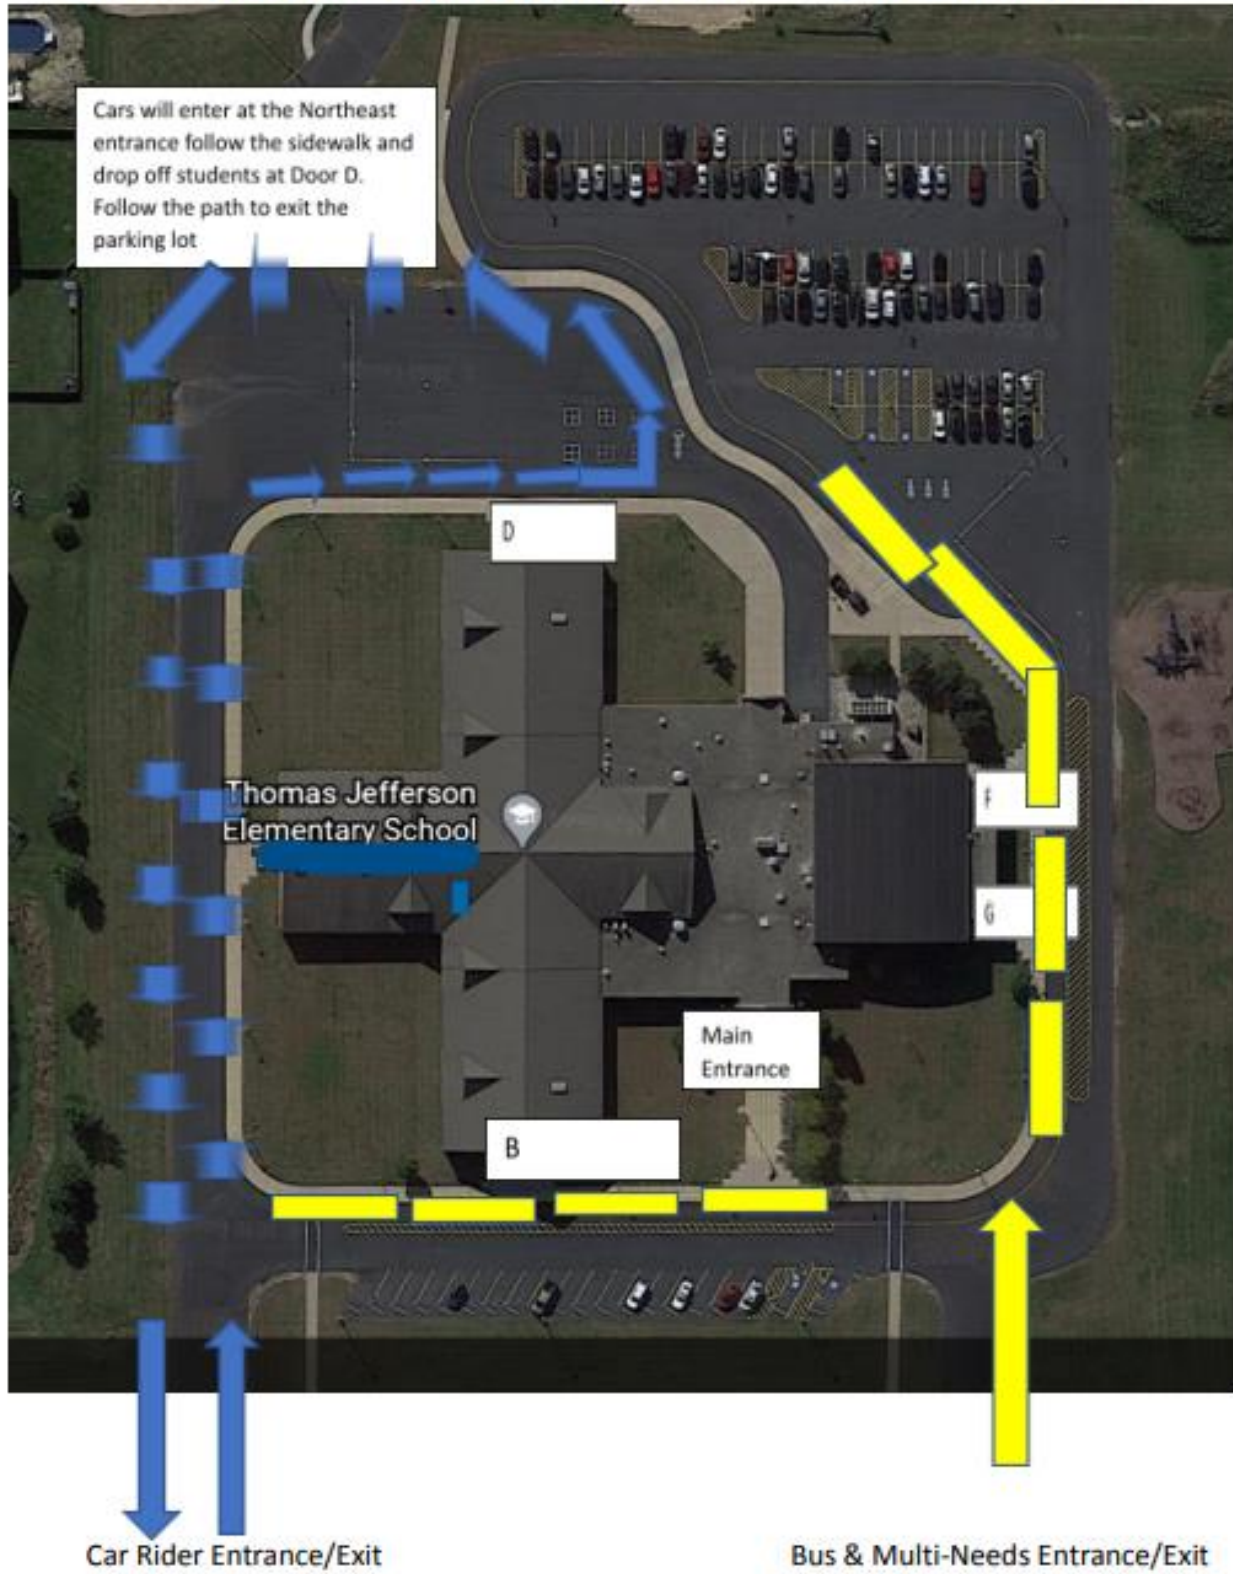 Cars will enter at the Northeast
entrance follow the sidewalk and
drop off students at Door D.
Follow the path to exit the
parking lot
D
Thomas Jefferson
Elementary School
F
G
Main
Entrance
B
Car Rider Entrance/Exit
Bus & Multi-Needs Entrance/Exit